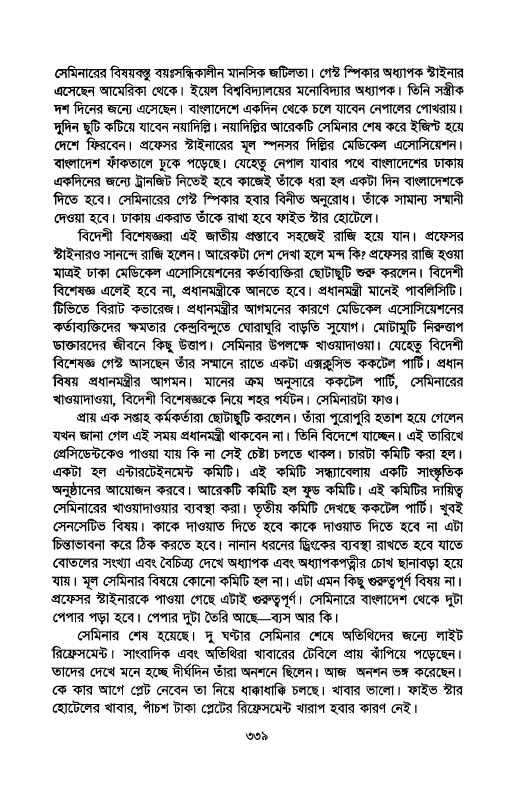 সেমিনারের বিষয়বস্তু বয়ঃসন্ধিকালীন মানসিক জটিলতা। গেস্ট স্পিকার অধ্যাপক স্টাইনার
এসেছেন আমেরিকা থেকে। ইয়েল বিশ্ববিদ্যালয়ের মনোবিদ্যার অধ্যাপক। তিনি সস্ত্রীক
দশ দিনের জন্যে এসেছেন। বাংলাদেশে একদিন থেকে চলে যাবেন নেপালের পোখরায়।
দুদিন ছুটি কটিয়ে যাবেন নয়াদিল্লি। নয়াদিল্লির আরেকটি সেমিনার শেষ করে ইজিপ্ট হয়ে
দেশে ফিরবেন। প্রফেসর স্টাইনারের মূল স্পনসর দিল্লির মেডিকেল এসোসিয়েশন।
বাংলাদেশ ফাঁকতালে ঢুকে পড়েছে। যেহেতু নেপাল যাবার পথে বাংলাদেশের ঢাকায়
একদিনের জন্যে ট্রানজিট নিতেই হবে কাজেই তাঁকে ধরা হল একটা দিন বাংলাদেশকে
দিতে হবে। সেমিনারের গেস্ট স্পিকার হবার বিনীত অনুরোধ। তাঁকে সামান্য সম্মানী
দেওয়া হবে। ঢাকায় একরাত তাঁকে রাখা হবে ফাইভ স্টার হোটেলে।
বিদেশী বিশেষজ্ঞরা এই জাতীয় প্রস্তাবে সহজেই রাজি হয়ে যান। প্রফেসর
স্টাইনারও সানন্দে রাজি হলেন। আরেকটা দেশ দেখা হলে মন্দ কি? প্রফেসর রাজি হওয়া
মাত্রই ঢাকা মেডিকেল এসোসিয়েশনের কর্তাব্যক্তিরা ছোটাছুটি শুরু করলেন। বিদেশী
বিশেষজ্ঞ এলেই হবে না, প্রধানমন্ত্রীকে আনতে হবে। প্রধানমন্ত্রী মানেই পাবলিসিটি।
টিভিতে বিরাট কভারেজ। প্রধানমন্ত্রীর আগমনের কারণে মেডিকেল এসোসিয়েশনের
কর্তাব্যক্তিদের ক্ষমতার কেন্দ্রবিন্দুতে ঘোরাঘুরি বাড়তি সুযোগ। মোটামুটি নিরুত্তাপ
ডাক্তারদের জীবনে কিছু উত্তাপ। সেমিনার উপলক্ষে খাওয়াদাওয়া। যেহেতু বিদেশী
বিশেষজ্ঞ গেস্ট আসছেন তাঁর সম্মানে রাতে একটা এক্সক্লুসিভ ককটেল পার্টি। প্রধান
বিষয় প্রধানমন্ত্রীর আগমন। মানের ক্রম অনুসারে ককটেল পার্টি, সেমিনারের
খাওয়াদাওয়া, বিদেশী বিশেষজ্ঞকে নিয়ে শহর পর্যটন। সেমিনারটা ফাও।
প্রায় এক সপ্তাহ কর্মকর্তারা ছোটাছুটি করলেন। তাঁরা পুরোপুরি হতাশ হয়ে গেলেন
যখন জানা গেল এই সময় প্রধানমন্ত্রী থাকবেন না। তিনি বিদেশে যাচ্ছেন। এই তারিখে
প্রেসিডেন্টকেও পাওয়া যায় কি না সেই চেষ্টা চলতে থাকল। চারটা কমিটি করা হল।
একটা হল এন্টারটেইনমেন্ট কমিটি। এই কমিটি সন্ধ্যাবেলায় একটি সাংস্কৃতিক
অনুষ্ঠানের আয়োজন করবে। আরেকটি কমিটি হল ফুড কমিটি। এই কমিটির দায়িত্ব
সেমিনারের খাওয়াদাওয়ার ব্যবস্থা করা। তৃতীয় কমিটি দেখছে ককটেল পার্টি। খুবই
সেনসেটিভ বিষয়। কাকে দাওয়াত দিতে হবে কাকে দাওয়াত দিতে হবে না এটা
চিন্তাভাবনা করে ঠিক করতে হবে। নানান ধরনের ড্রিংকের ব্যবস্থা রাখতে হবে যাতে
বোতলের সংখ্যা এবং বৈচিত্র্য দেখে অধ্যাপক এবং অধ্যাপকপত্নীর চোখ ছানাবড়া হয়ে
যায়। মূল সেমিনার বিষয়ে কোনো কমিটি হল না। এটা এমন কিছু গুরুত্বপূর্ণ বিষয় না।
প্রফেসর স্টাইনারকে পাওয়া গেছে এটাই গুরুত্বপূর্ণ। সেমিনারে বাংলাদেশ থেকে দুটা
পেপার পড়া হবে। পেপার দুটা তৈরি আছে—ব্যস আর কি।
সেমিনার শেষ হয়েছে। দু ঘণ্টার সেমিনার শেষে অতিথিদের জন্যে লাইট
রিফ্রেসমেন্ট। সাংবাদিক এবং অতিথিরা খাবারের টেবিলে প্রায় ঝাঁপিয়ে পড়েছেন।
তাদের দেখে মনে হচ্ছে দীর্ঘদিন তাঁরা অনশনে ছিলেন। আজ অনশন ভঙ্গ করেছেন।
কে কার আগে প্লেট নেবেন তা নিয়ে ধাক্কাধাক্কি চলছে। খাবার ভালো। ফাইভ স্টার
হোটেলের খাবার, পাঁচশ টাকা প্লেটের রিফ্রেসমেন্ট খারাপ হবার কারণ নেই।
৩৩৯